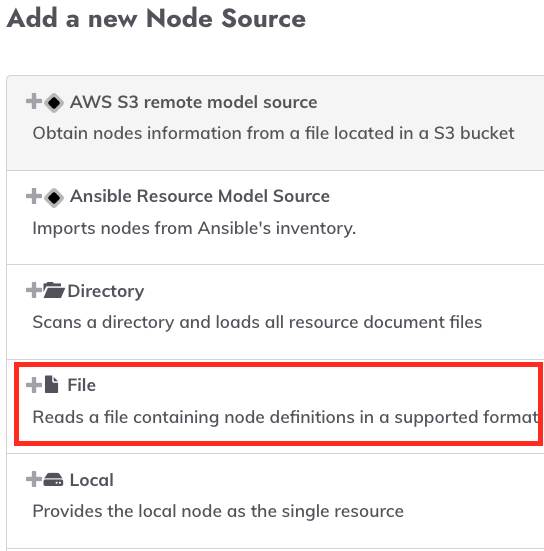 Add a new Node Source
AWS S3 remote model source
Obtain nodes information from a file located in a S3 bucket
Ansible Resource Model Source
Imports nodes from Ansible's inventory.
Directory
Scans a directory and loads all resource document files
File
Reads a file containing node definitions in a supported format
Local
Provides the local node as the single resource